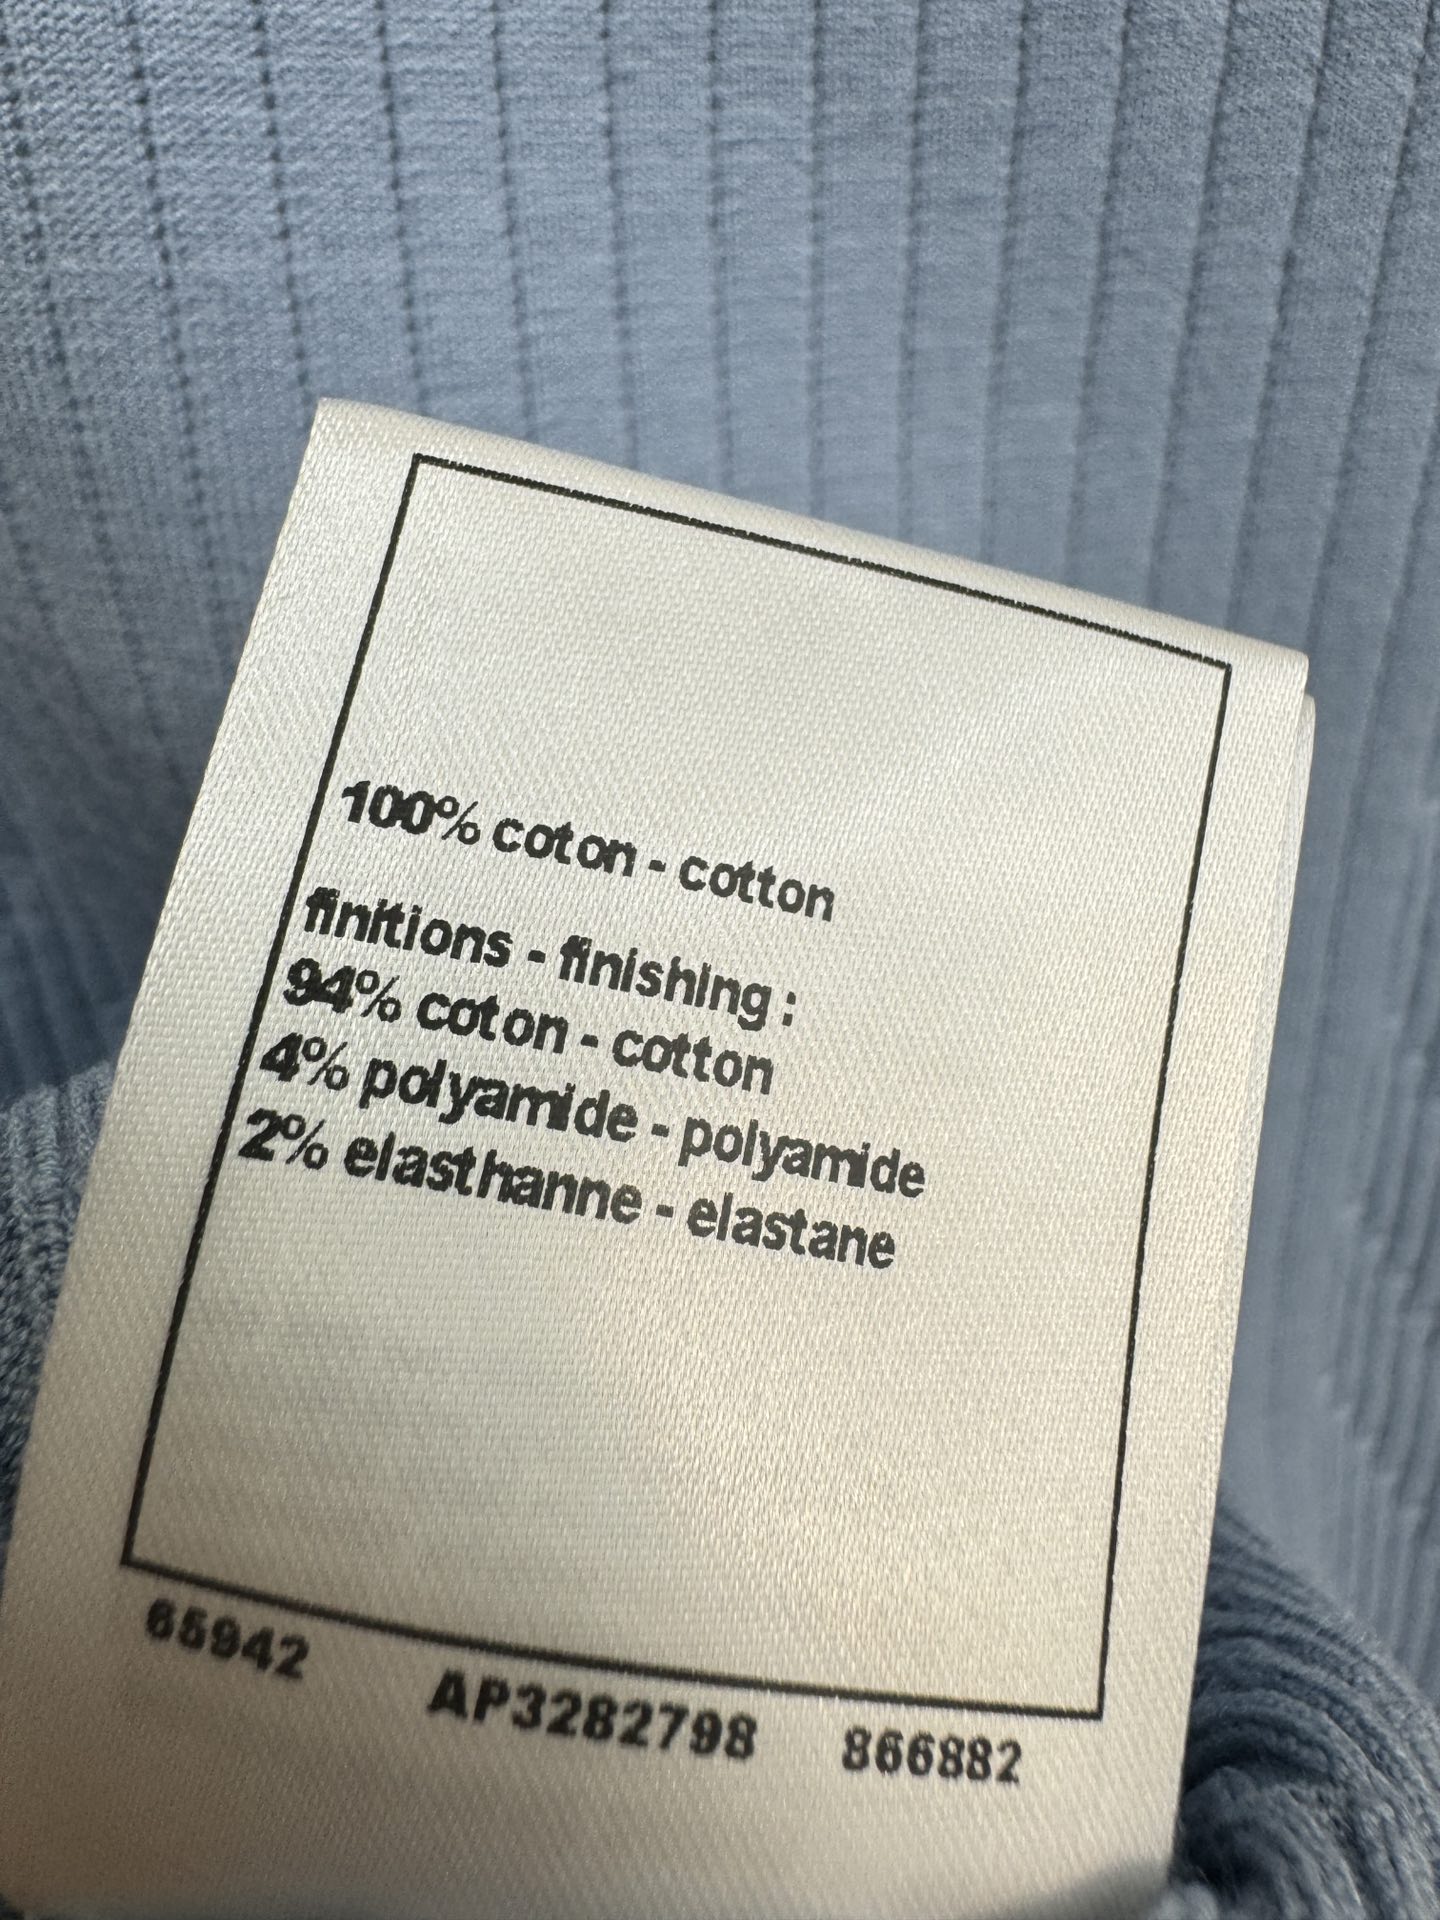 100% coton - cotton
finitions - finishing :
94% coton - cotton
4% polyamide - polyamide
2% elasthanne - elastane
65942 AP3282798 866882